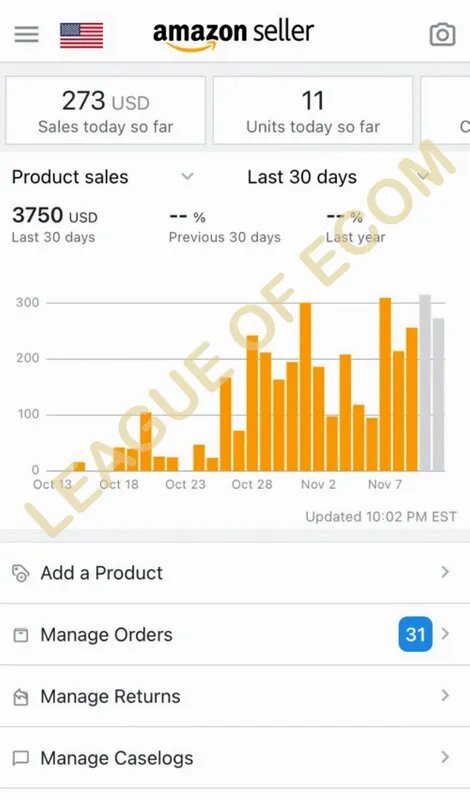 amazon seller
273 USD
Sales today so far
11
Units today so far
C
Product sales
Last 30 days
3750 USD
Last 30 days
-- %
Previous 30 days
-- %
Last year
300
200
100
0
Oct 13
Oct 18
Oct 23
Oct 28
Nov 2
Nov 7
Updated 10:02 PM EST
Add a Product
Manage Orders
31
Manage Returns
Manage Caselogs
LEAGUE OF ECOM